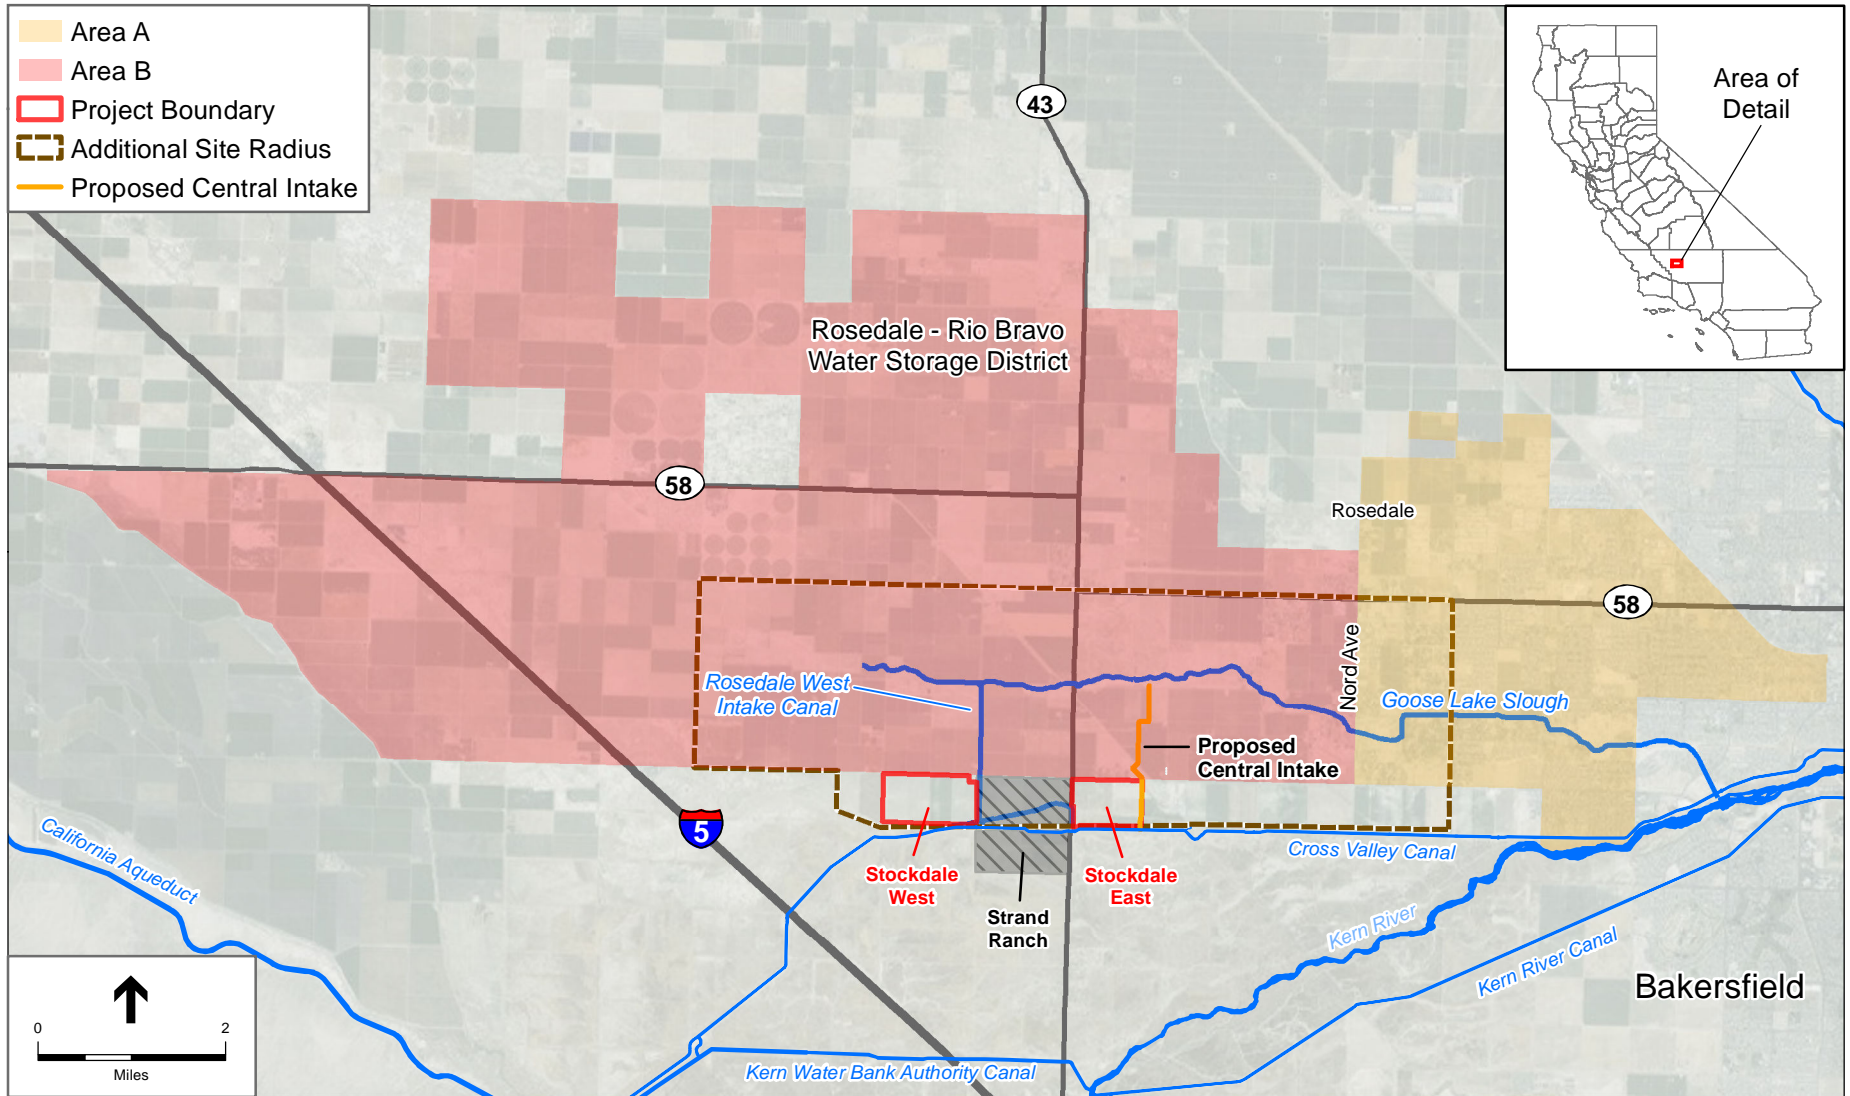 Area A
Area B
Project Boundary
Additional Site Radius
Proposed Central Intake
43
Area of
Detail
Rosedale - Rio Bravo
Water Storage District
58
Rosedale
58
Nord Ave
Rosedale West
Intake Canal
Goose Lake Slough
Proposed
Central Intake
5
California Aqueduct
Stockdale
West
Strand
Ranch
Stockdale
East
Cross Valley Canal
Kern River
Kern River Canal
Bakersfield
Kern Water Bank Authority Canal
0 2
Miles